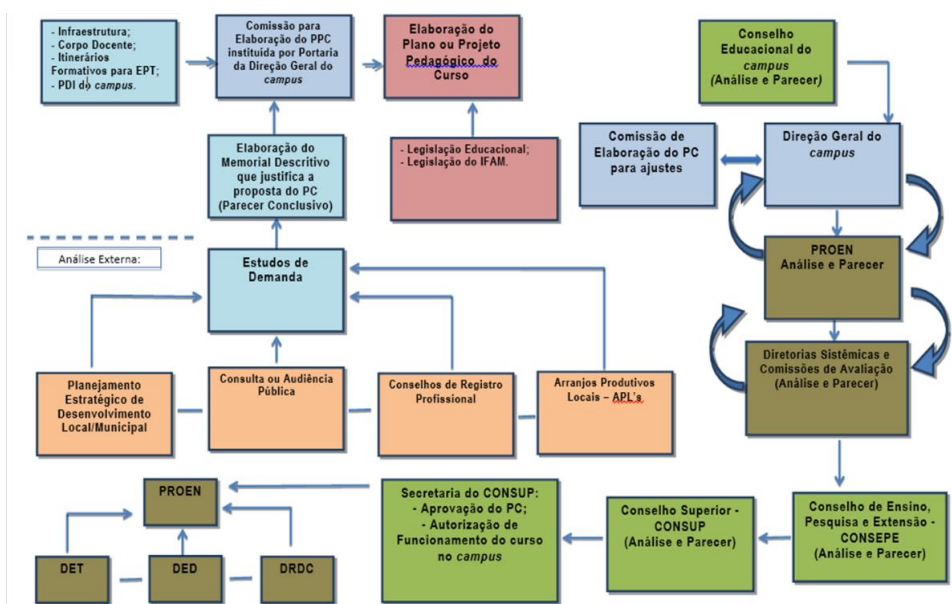 - Infraestrutura;
- Corpo Docente;
- Itinerários
Formativos para EPT;
- PDI do campus.
Comissão para
Elaboração do PPC
instituída por Portaria
da Direção Geral do
campus
Elaboração do
Plano ou Projeto
Pedagógico do
Curso
Conselho
Educacional do
campus
(Análise e Parecer)
Elaboração do
Memorial Descritivo
que justifica a
proposta do PC
(Parecer Conclusivo)
- Legislação Educacional;
- Legislação do IFAM.
Comissão de
Elaboração do PC
para ajustes
Direção Geral do
campus
Análise Externa:
Estudos de
Demanda
PROEN
Análise e Parecer
Diretorias Sistêmicas e
Comissões de Avaliação
(Análise e Parecer)
Planejamento
Estratégico de
Desenvolvimento
Local/Municipal
Consulta ou Audiência
Pública
Conselhos de Registro
Profissional
Arranjos Produtivos
Locais – APL's
PROEN
DET
DED
DRDC
Secretaria do CONSUP:
- Aprovação do PC;
- Autorização de
Funcionamento do curso
no campus
Conselho Superior -
CONSUP
(Análise e Parecer)
Conselho de Ensino,
Pesquisa e Extensão -
CONSEPE
(Análise e Parecer)